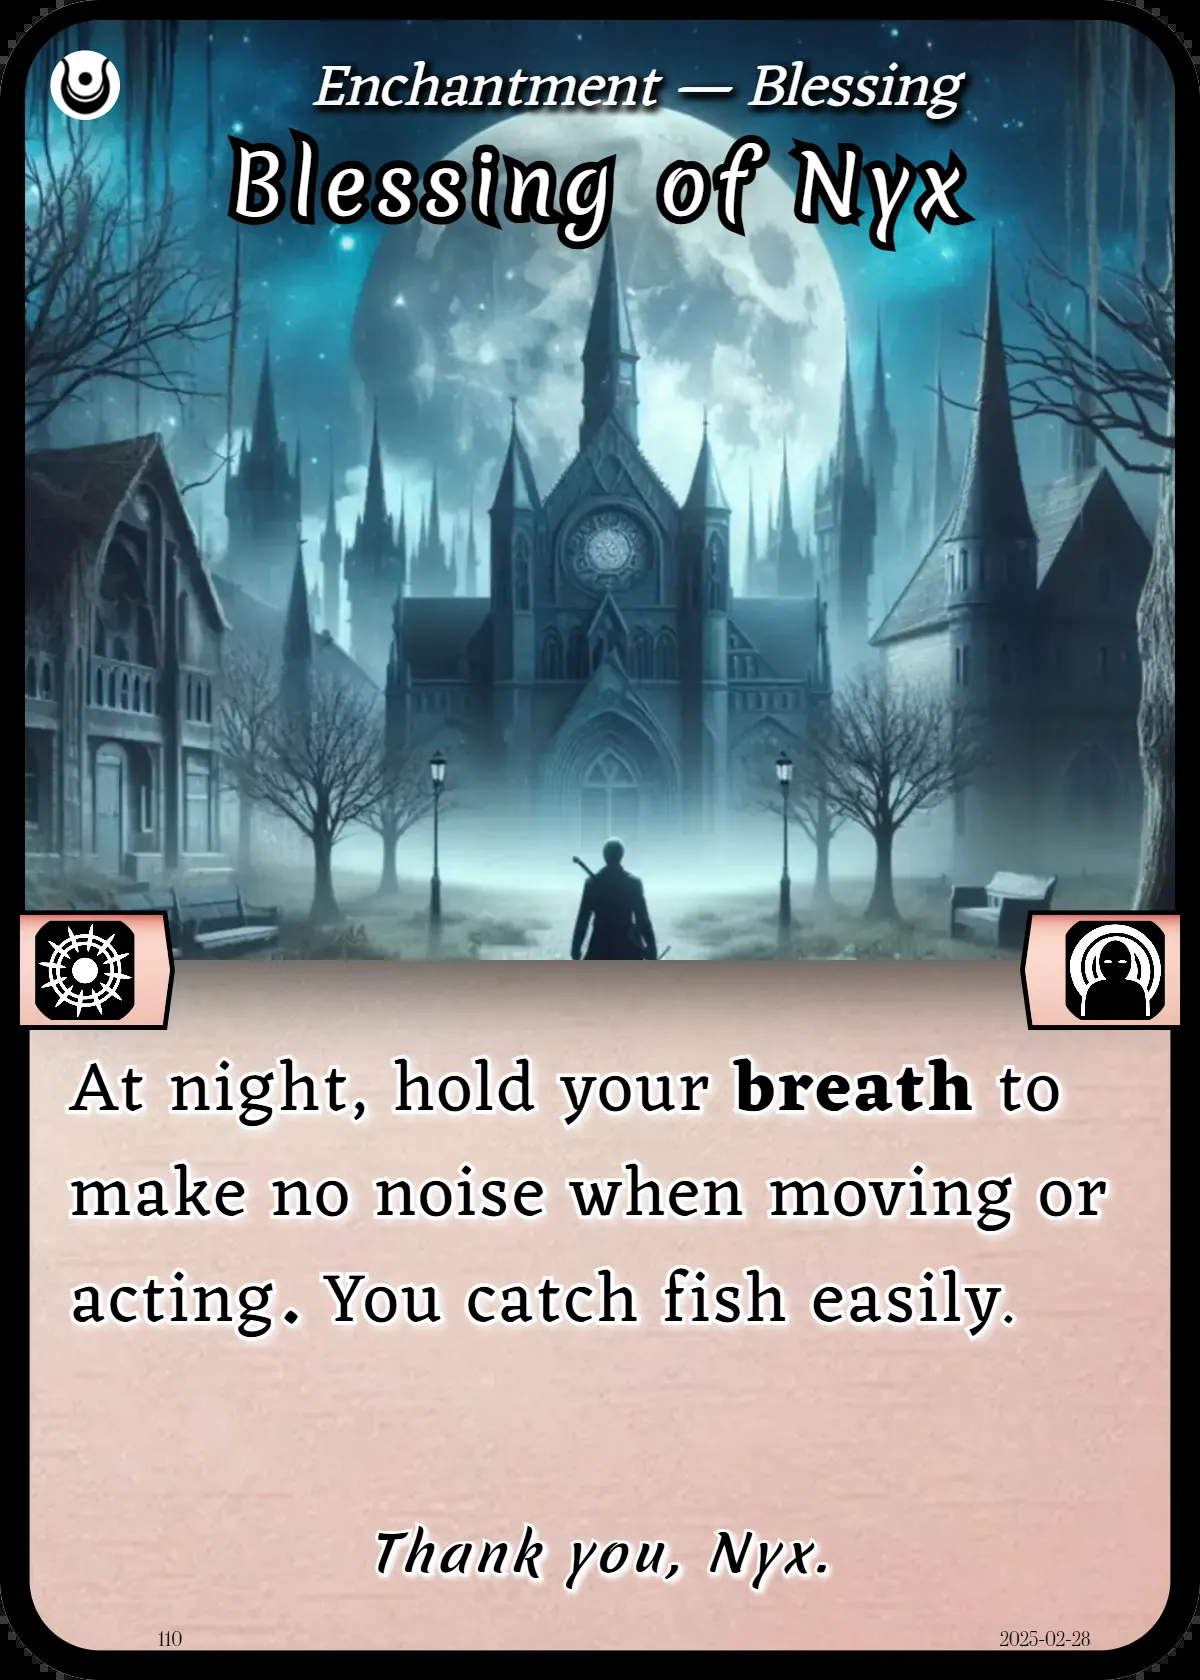 Enchantment — Blessing
Blessing of Nyx
At night, hold your breath to
make no noise when moving or
acting. You catch fish easily.
Thank you, Nyx.
110
2025-02-28